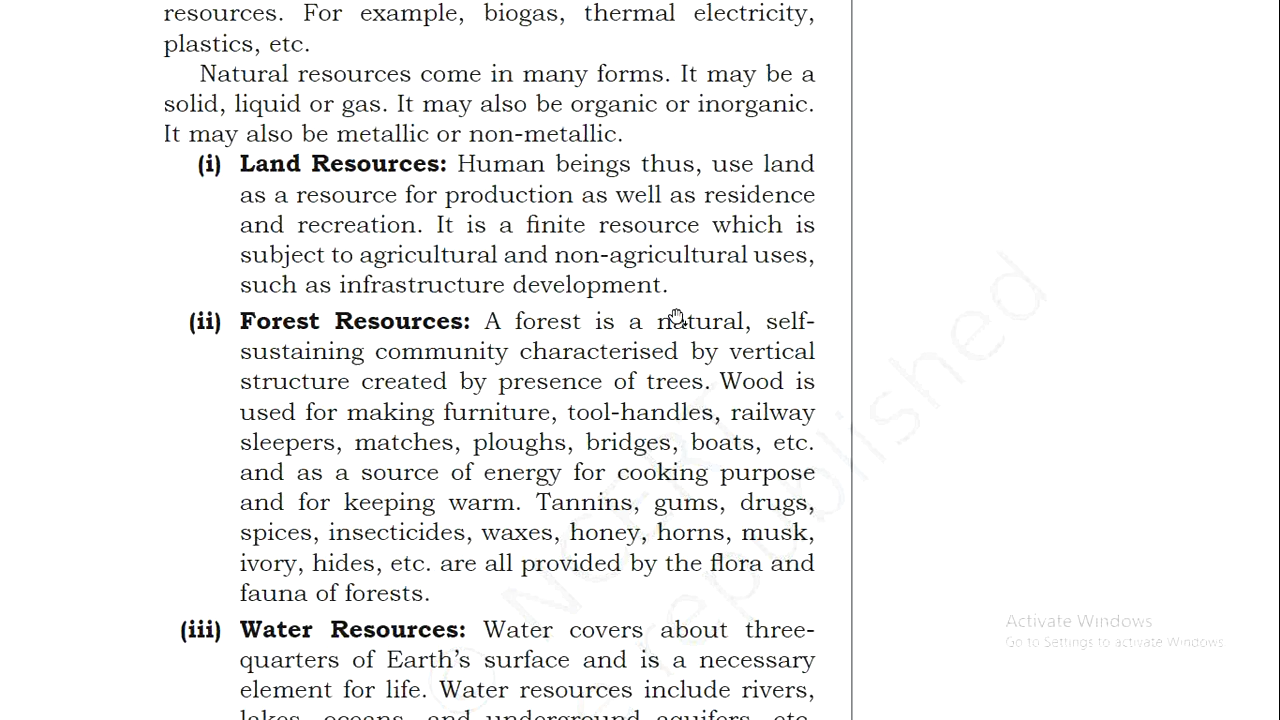 resources. For example, biogas, thermal electricity,
plastics, etc.
Natural resources come in many forms. It may be a
solid, liquid or gas. It may also be organic or inorganic.
It may also be metallic or non-metallic.
(i) Land Resources: Human beings thus, use land
as a resource for production as well as residence
and recreation. It is a finite resource which is
subject to agricultural and non-agricultural uses,
such as infrastructure development.
(ii) Forest Resources: A forest is a natural, self-
sustaining community characterised by vertical
structure created by presence of trees. Wood is
used for making furniture, tool-handles, railway
sleepers, matches, ploughs, bridges, boats, etc.
and as a source of energy for cooking purpose
and for keeping warm. Tannins, gums, drugs,
spices, insecticides, waxes, honey, horns, musk,
ivory, hides, etc. are all provided by the flora and
fauna of forests.
(iii) Water Resources: Water covers about three-
quarters of Earth's surface and is a necessary
element for life. Water resources include rivers,
lakes, oceans, and underground aquifers, etc.
© NCERT
republished
Activate Windows
Go to Settings to activate Windows